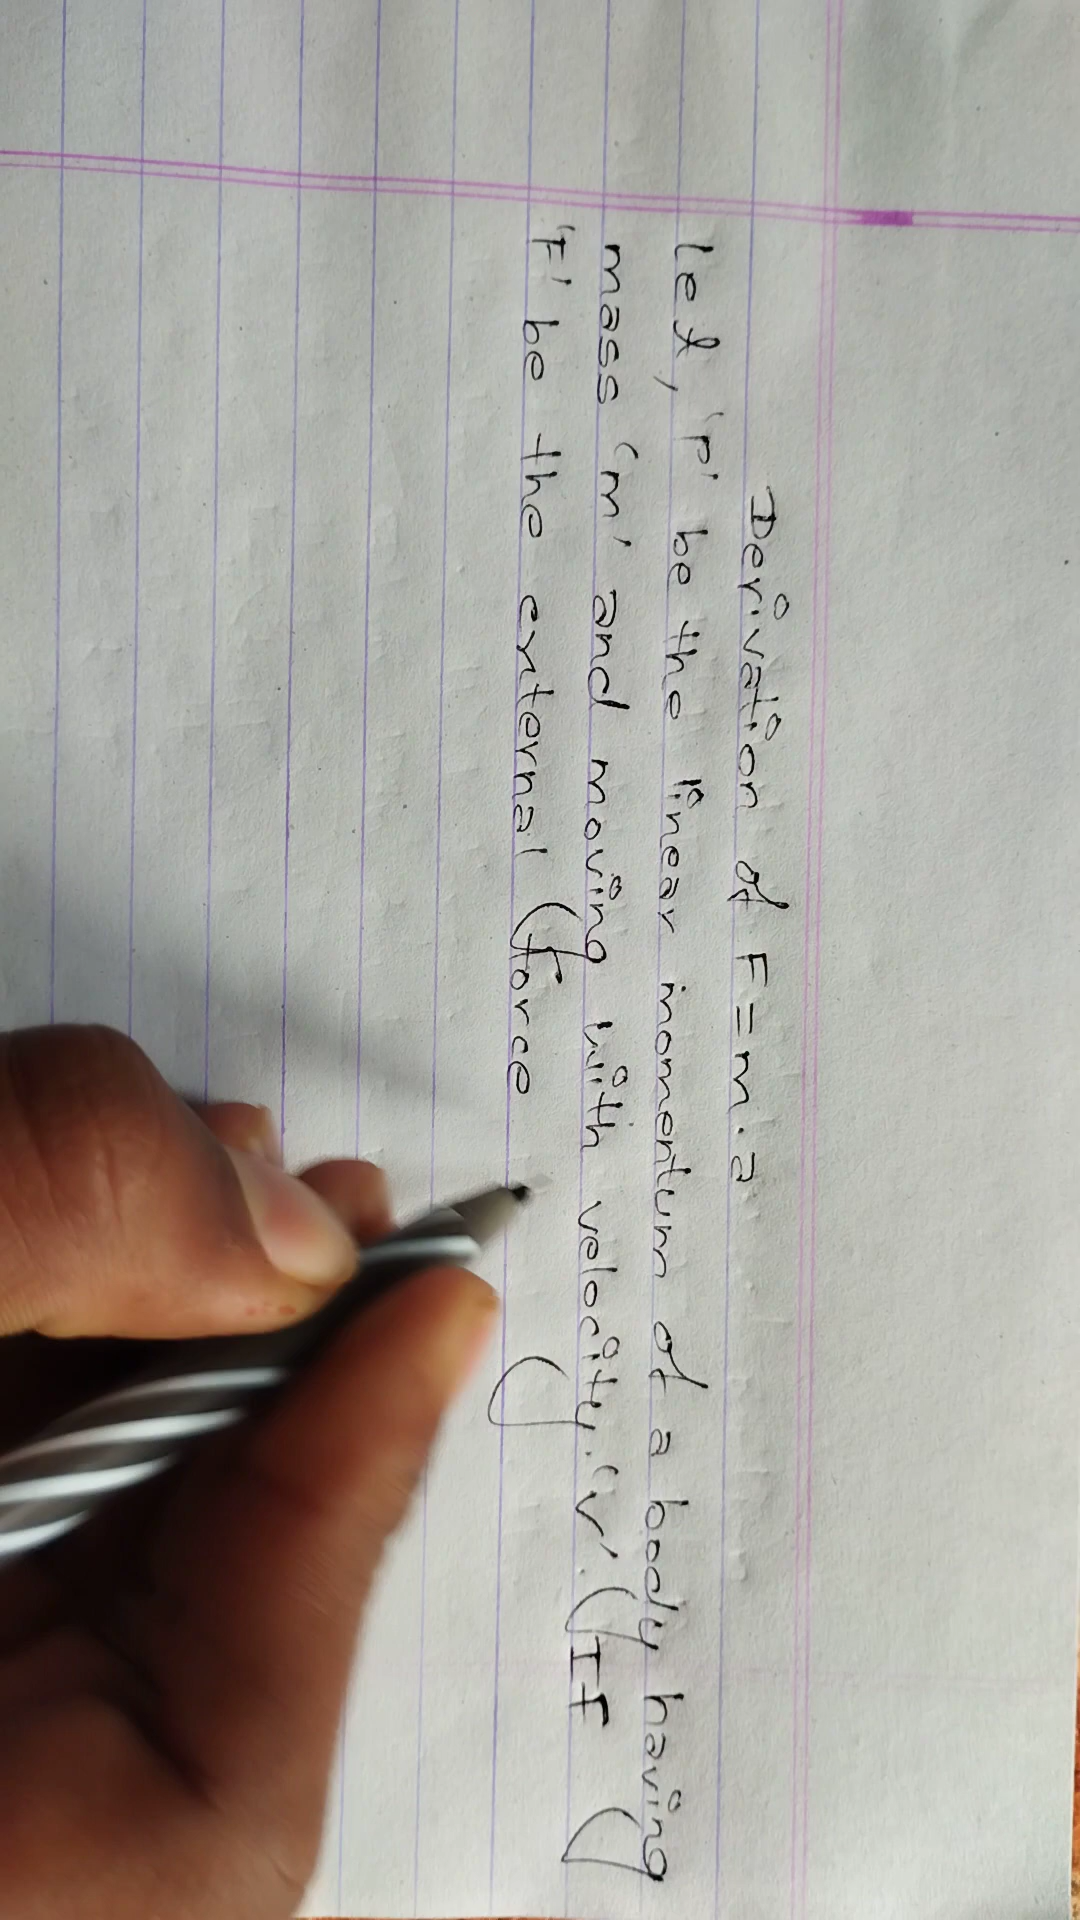 Derivation of F=m.a
let, 'P' be the linear momentum of a body having
mass 'm' and moving with velocity. 'v'. If
'F' be the external force